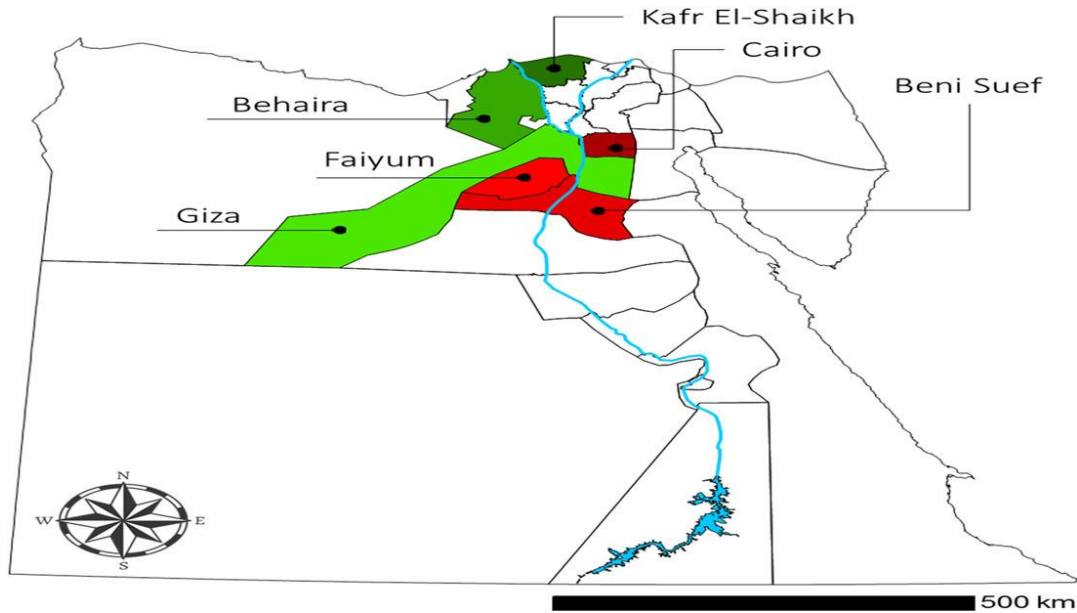 Kafr El-Shaikh
Cairo
Beni Suef
Behaira
Faiyum
Giza
N
W
E
S
500 km